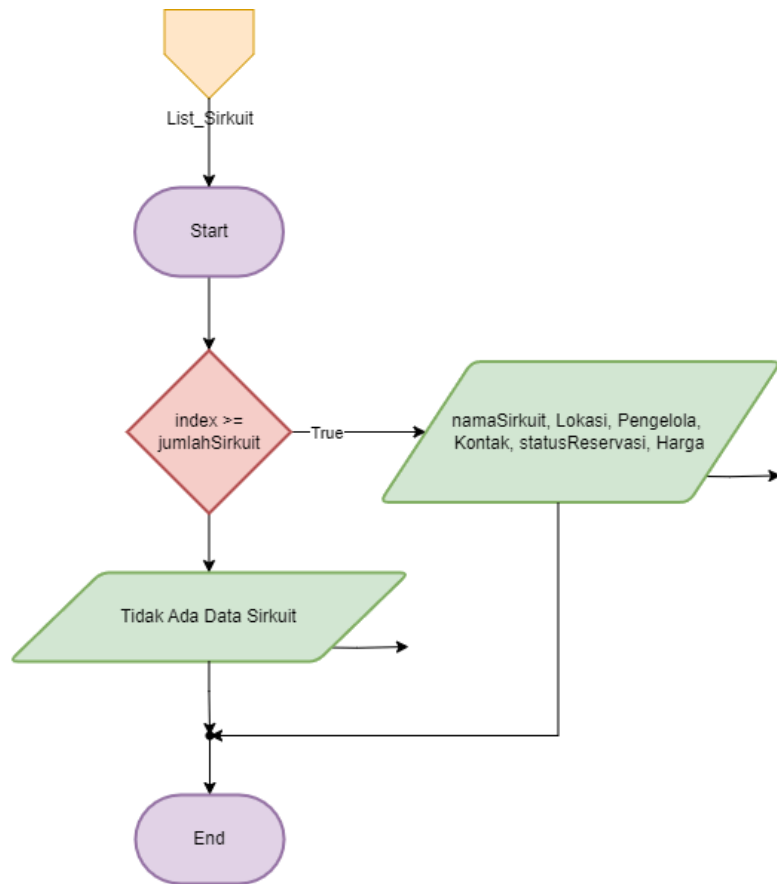 List_Sirkuit
Start
index >=
jumlahSirkuit
True
namaSirkuit, Lokasi, Pengelola,
Kontak, statusReservasi, Harga
Tidak Ada Data Sirkuit
End